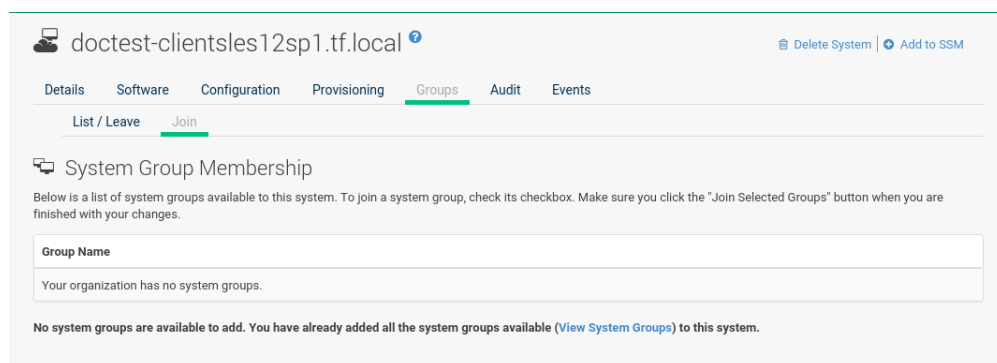 doctest-clientsles12sp1.tf.local ?
Delete System | Add to SSM
Details Software Configuration Provisioning Groups Audit Events
List / Leave Join
System Group Membership
Below is a list of system groups available to this system. To join a system group, check its checkbox. Make sure you click the "Join Selected Groups" button when you are
finished with your changes.
Group Name
Your organization has no system groups.
No system groups are available to add. You have already added all the system groups available (View System Groups) to this system.